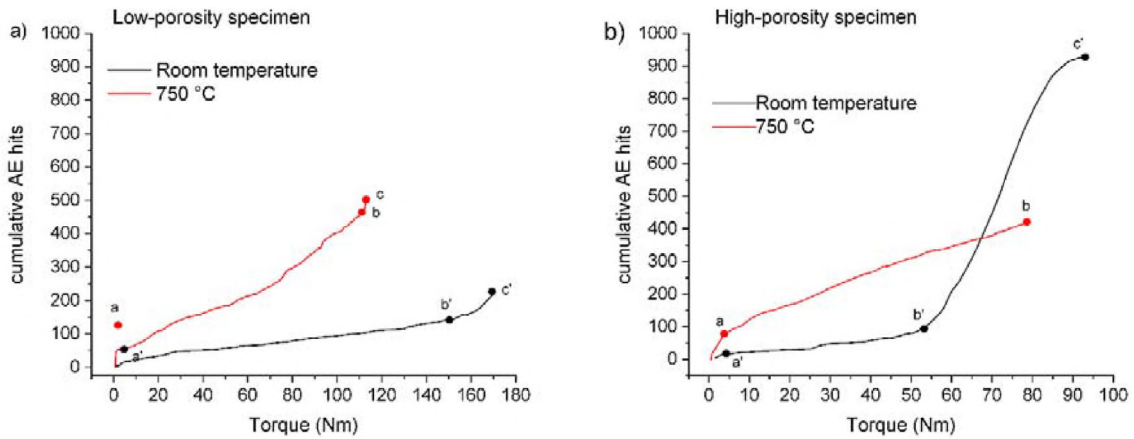 a)
Low-porosity specimen
Room temperature
750 °C
1000
900
800
700
600
500
400
300
200
100
0
cumulative AE hits
a
a'
b
c
b'
c'
0 20 40 60 80 100 120 140 160 180
Torque (Nm)
b)
High-porosity specimen
Room temperature
750 °C
1000
900
800
700
600
500
400
300
200
100
0
cumulative AE hits
a
a'
b
b'
c'
0 10 20 30 40 50 60 70 80 90 100
Torque (Nm)